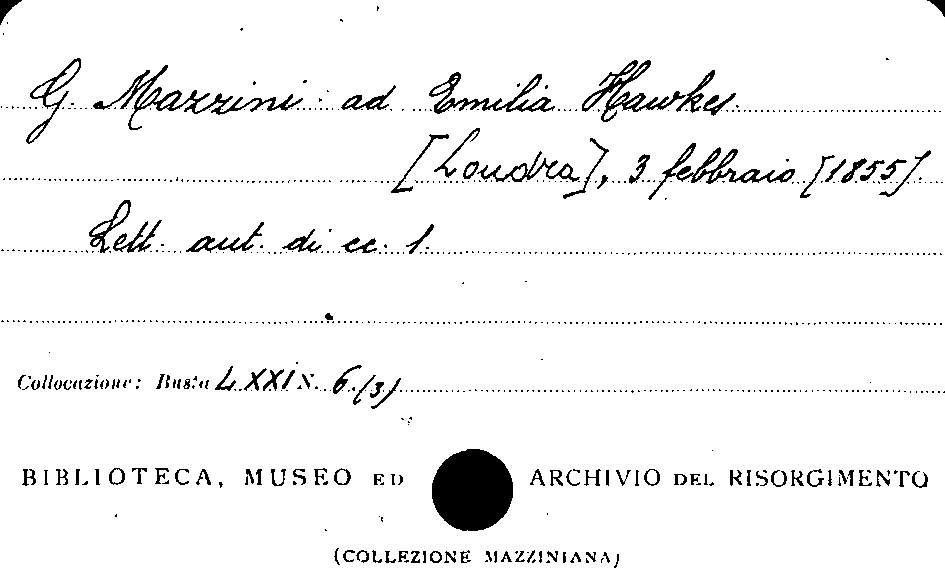 G. Mazzini ad Emilia Hawkes.
[Londra], 3 febbraio [1855].
Lett. aut. di cc. 1.
Collocazione: Busta LXXI N. 6.(3)
BIBLIOTECA, MUSEO ED ARCHIVIO DEL RISORGIMENTO
(COLLEZIONE MAZZINIANA)